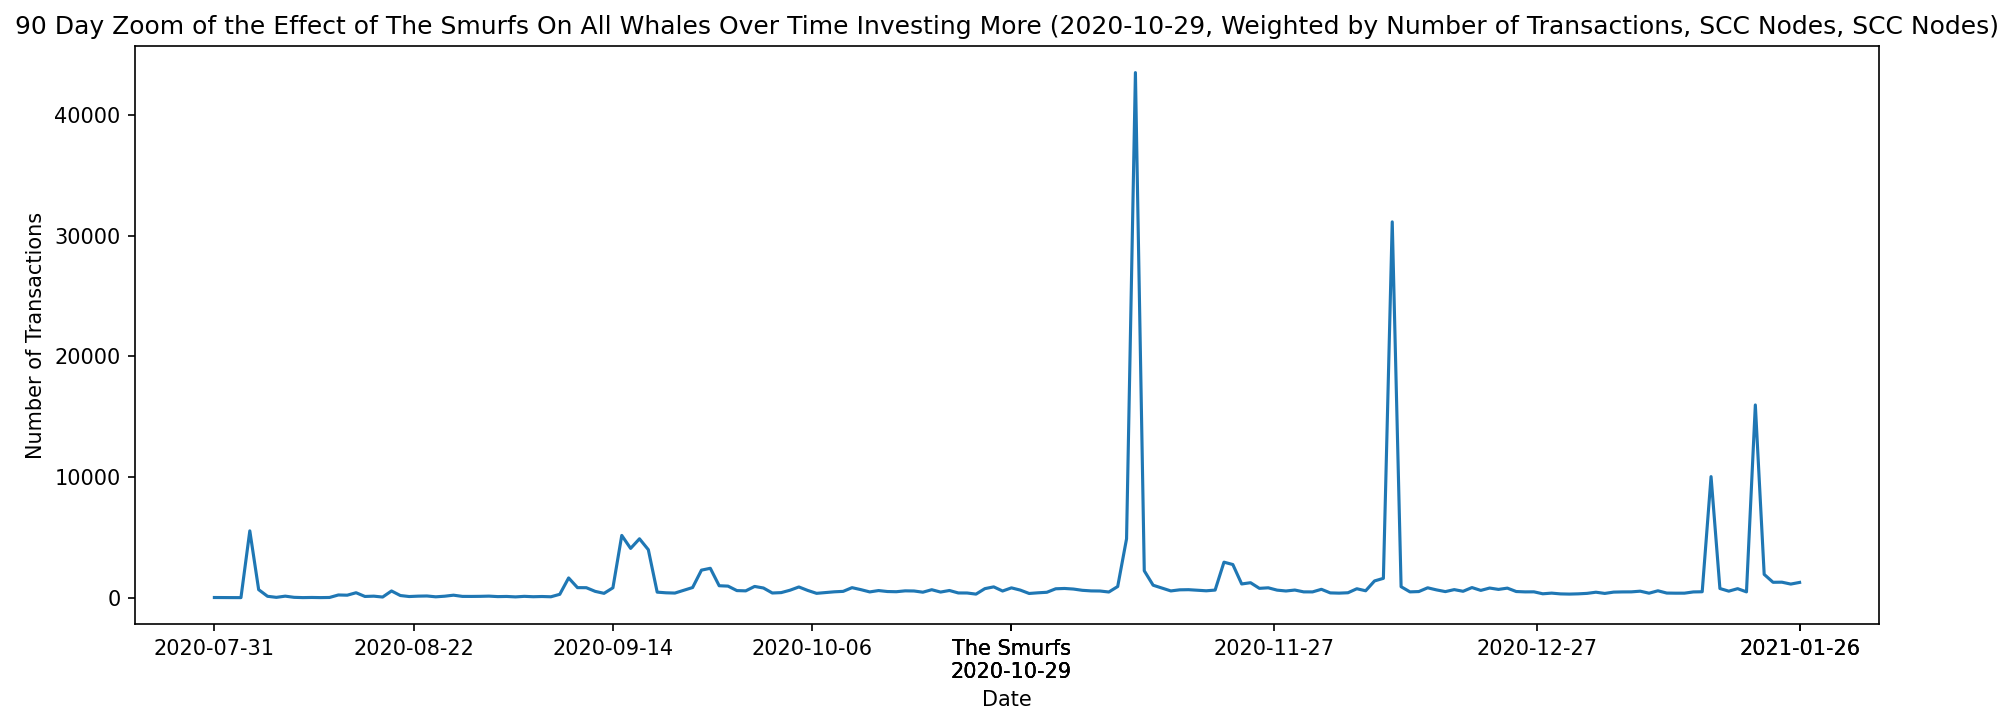 90 Day Zoom of the Effect of The Smurfs On All Whales Over Time Investing More (2020-10-29, Weighted by Number of Transactions, SCC Nodes, SCC Nodes)
Number of Transactions
40000
30000
20000
10000
0
2020-07-31 2020-08-22 2020-09-14 2020-10-06 The Smurfs 2020-11-27 2020-12-27 2021-01-26
2020-10-29
Date